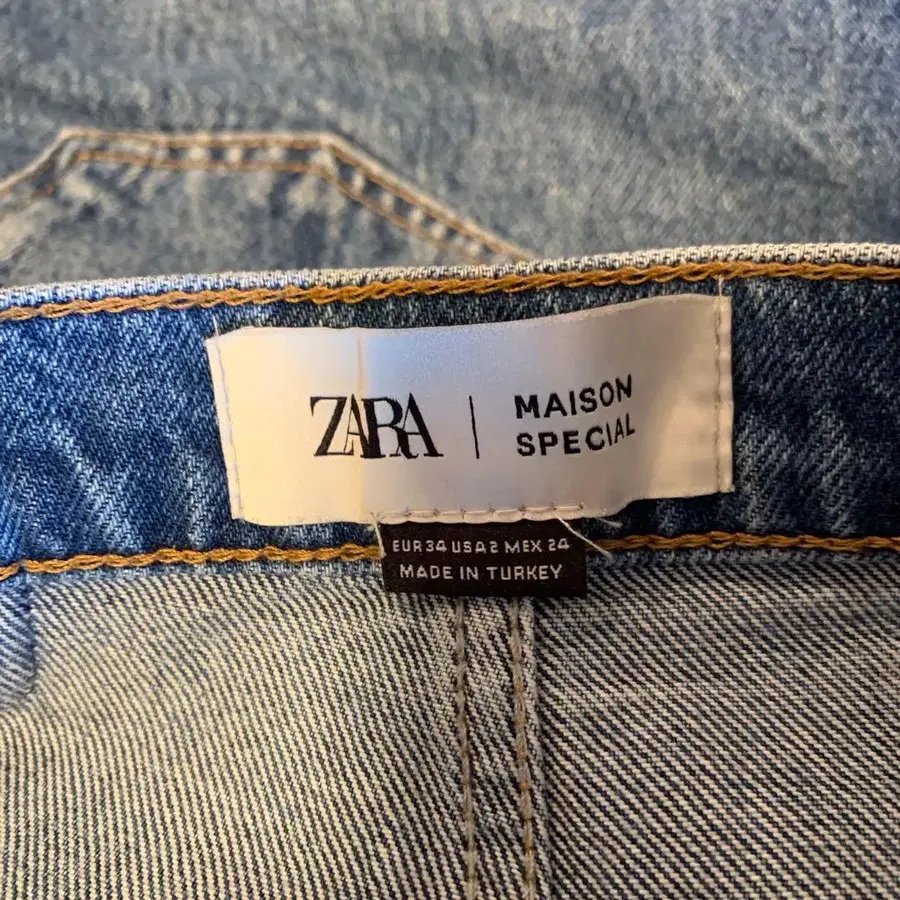 ZARA | MAISON
SPECIAL
EUR 34 USA 2 MEX 24
MADE IN TURKEY